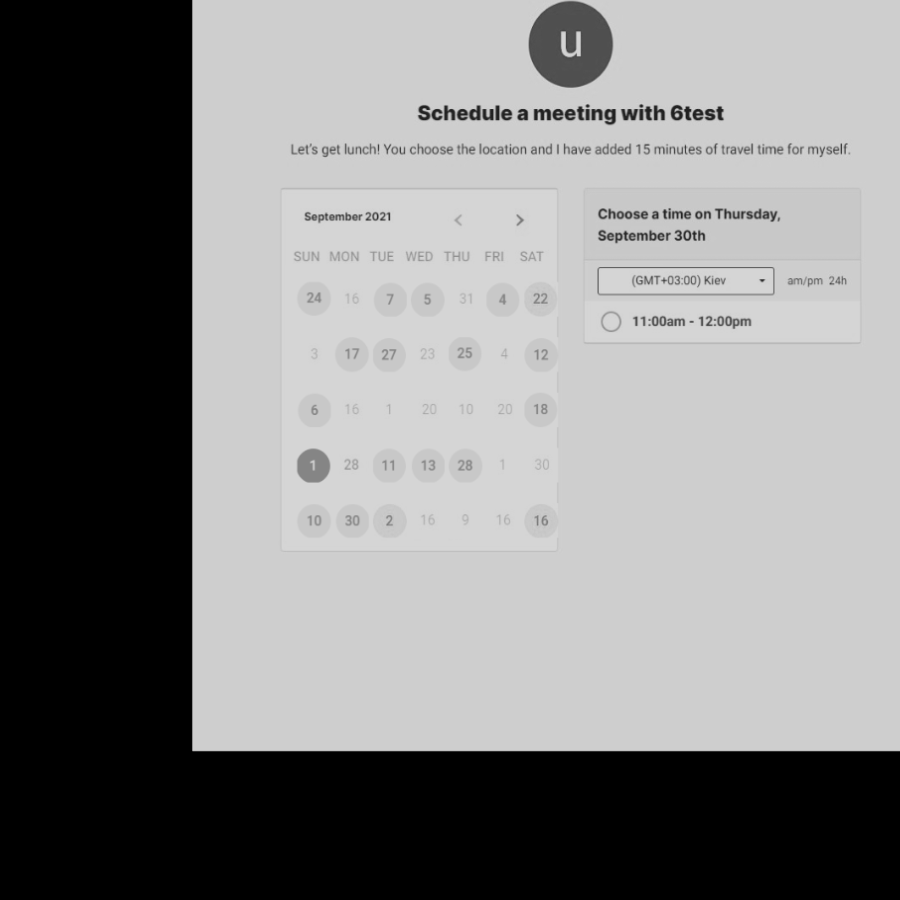 u
Schedule a meeting with 6test
Let's get lunch! You choose the location and I have added 15 minutes of travel time for myself.
September 2021
SUN MON TUE WED THU FRI SAT
24 16 7 5 31 4 22
3 17 27 23 25 4 12
6 16 1 20 10 20 18
1 28 11 13 28 1 30
10 30 2 16 9 16 16
Choose a time on Thursday,
September 30th
(GMT+03:00) Kiev am/pm 24h
11:00am - 12:00pm